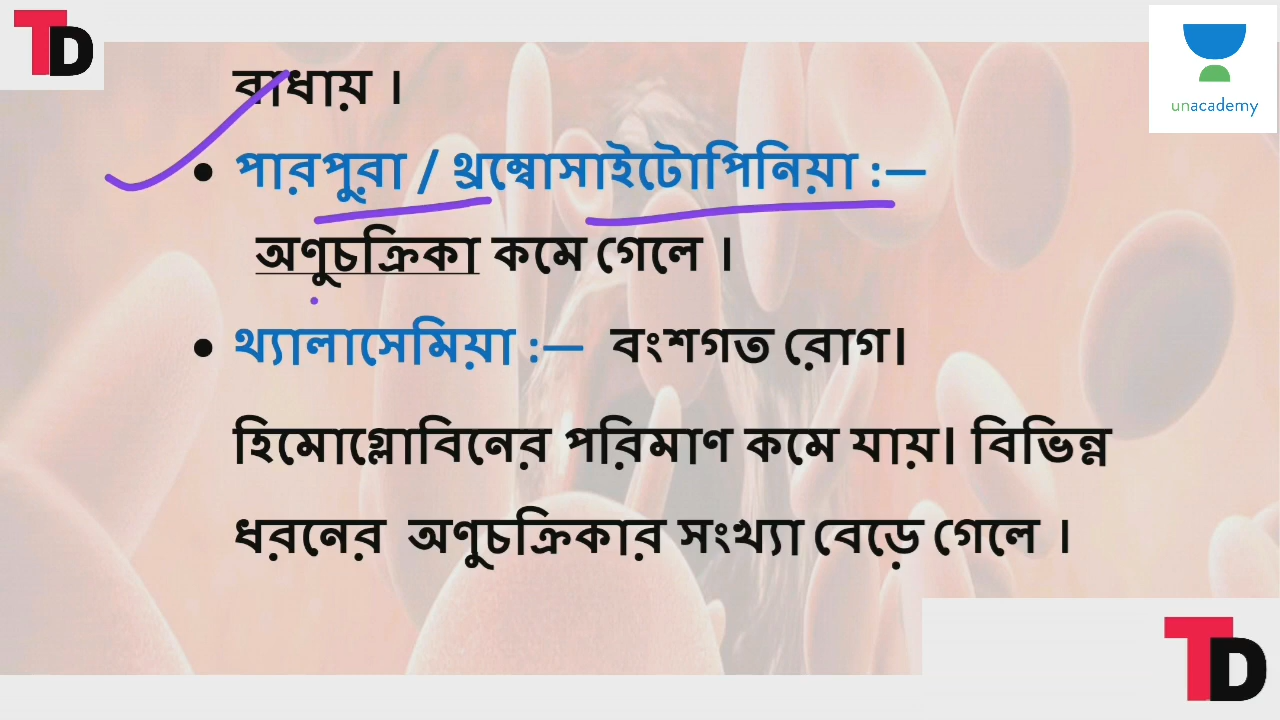 TD
unacademy
বাধায় ।
• পারপুরা / থ্রম্বোসাইটোপিনিয়া :—
অণুচক্রিকা কমে গেলে ।
• থ্যালাসেমিয়া :— বংশগত রোগ।
হিমোগ্লোবিনের পরিমাণ কমে যায়। বিভিন্ন
ধরনের অণুচক্রিকার সংখ্যা বেড়ে গেলে ।
TD